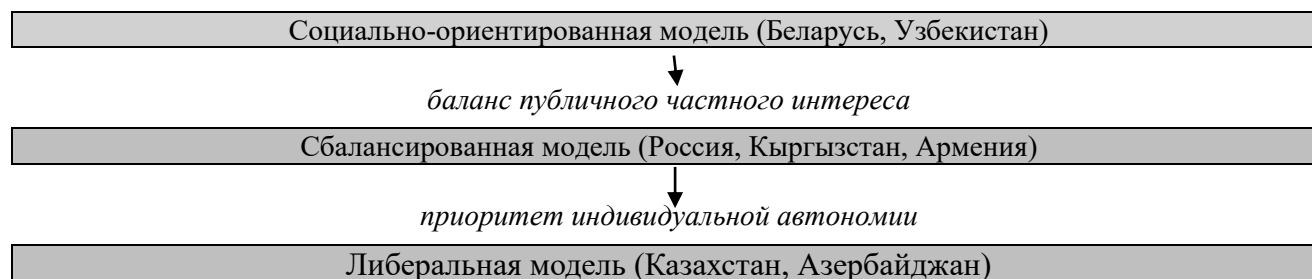 Социально-ориентированная модель (Беларусь, Узбекистан)
баланс публичного частного интереса
Сбалансированная модель (Россия, Кыргызстан, Армения)
приоритет индивидуальной автономии
Либеральная модель (Казахстан, Азербайджан)